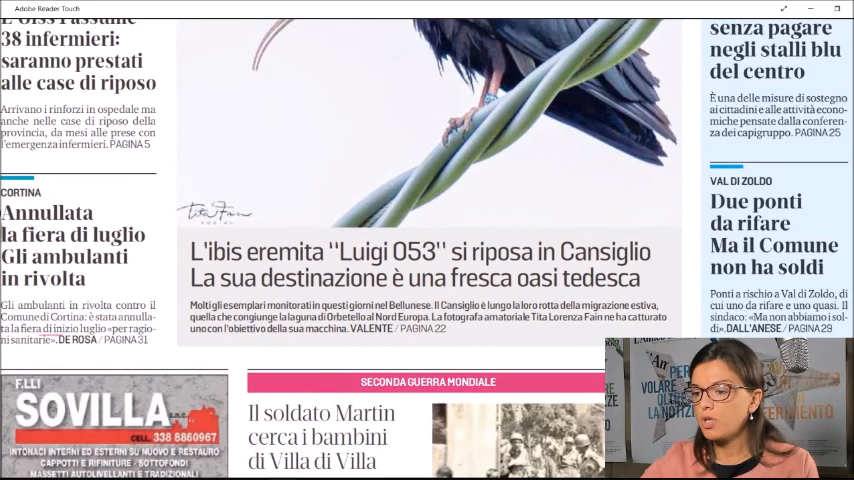 Adobe Reader Touch
L'Ulss l'assume
38 infermieri:
saranno prestati
alle case di riposo
Arrivano i rinforzi in ospedale ma
anche nelle case di riposo della
provincia, da mesi alle prese con
l'emergenza infermieri. PAGINA 5
CORTINA
Annullata
la fiera di luglio
Gli ambulanti
in rivolta
Gli ambulanti in rivolta contro il
Comune di Cortina: è stata annulla-
ta la fiera di inizio luglio «per ragio-
ni sanitarie». DE ROSA / PAGINA 31
Tita Fain
L'ibis eremita "Luigi 053" si riposa in Cansiglio
La sua destinazione è una fresca oasi tedesca
Molti gli esemplari monitorati in questi giorni nel Bellunese. Il Cansiglio è lungo la loro rotta della migrazione estiva,
quella che congiunge la laguna di Orbetello al Nord Europa. La fotografa amatoriale Tita Lorenza Fain ne ha catturato
uno con l'obiettivo della sua macchina. VALENTE / PAGINA 22
senza pagare
negli stalli blu
del centro
È una delle misure di sostegno
ai cittadini e alle attività econo-
miche pensate dalla conferen-
za dei capigruppo. PAGINA 25
VAL DI ZOLDO
Due ponti
da rifare
Ma il Comune
non ha soldi
Ponti a rischio a Val di Zoldo, di
cui uno da rifare e uno quasi. Il
sindaco: «Ma non abbiamo i sol-
di». DALL'ANESE / PAGINA 29
F.LLI
SOVILLA s.n.c.
CELL. 338 8860967
INTONACI INTERNI ED ESTERNI SU NUOVO E RESTAURO
CAPPOTTI E RIFINITURE / SOTTOFONDI
MASSETTI AUTOLIVELLANTI E TRADIZIONALI
SECONDA GUERRA MONDIALE
Il soldato Martin
cerca i bambini
di Villa di Villa
PER
VOLARE
OLTRE
LA NOTIZI